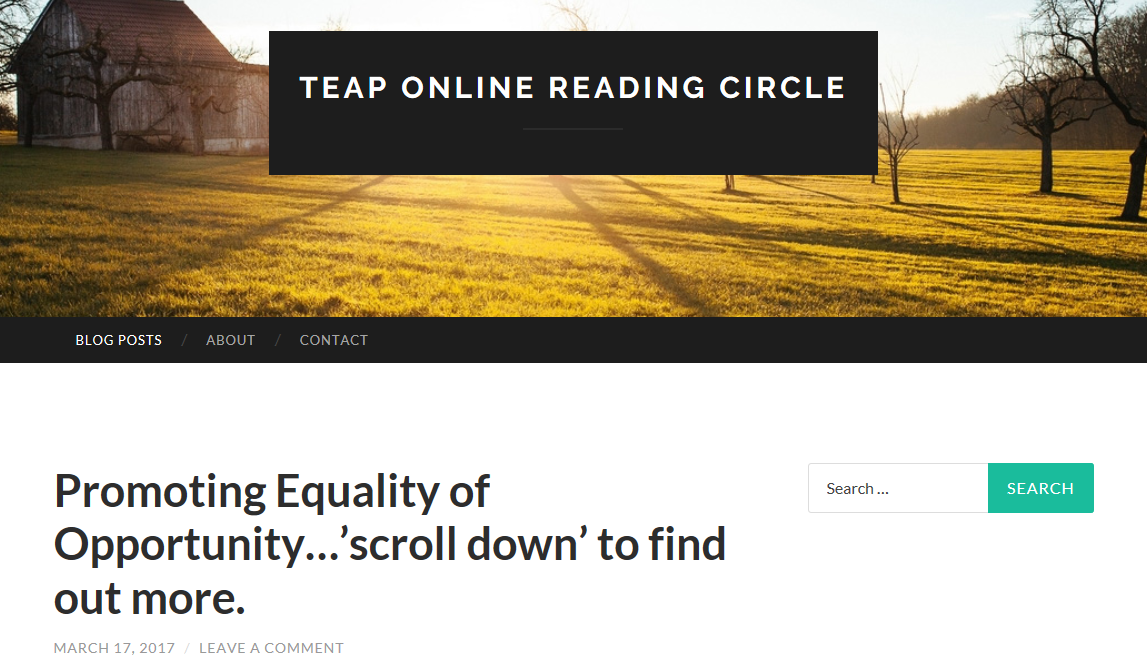 TEAP ONLINE READING CIRCLE
BLOG POSTS / ABOUT / CONTACT
Promoting Equality of
Opportunity…’scroll down’ to find
out more.
MARCH 17, 2017 / LEAVE A COMMENT
Search …
SEARCH